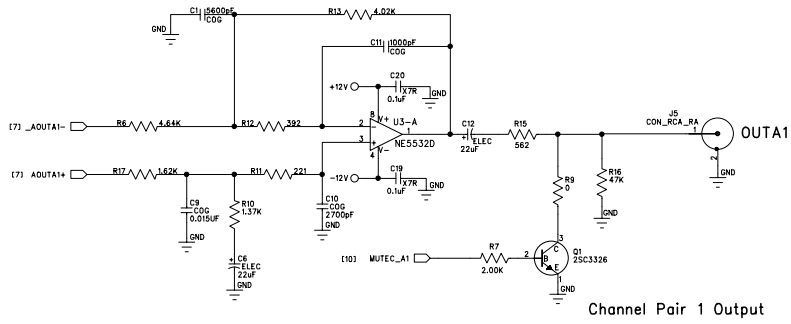 C1 5600pF
COG
GND
R13 4.02K
C11 1000pF
COG
+12V
C20
X7R
0.1uF
GND
8 V+
U3-A
NE5532D
[7] _AOUTA1-
R6 4.64K
R12 392
2 -
3 +
1
V-
4
-12V
C19
X7R
0.1uF
GND
C12
+ ELEC
22uF
R15
562
J5
CON_RCA_RA
1
2
OUTA1
GND
[7] AOUTA1+
R17 1.62K
R11 221
C9
COG
0.015UF
GND
R10
1.37K
C10
COG
2700pF
GND
+ C6
ELEC
22uF
GND
R9
0
R16
47K
GND
[10] MUTEC_A1
R7
2.00K
3
C
2 B
E
1
Q1
2SC3326
GND
Channel Pair 1 Output